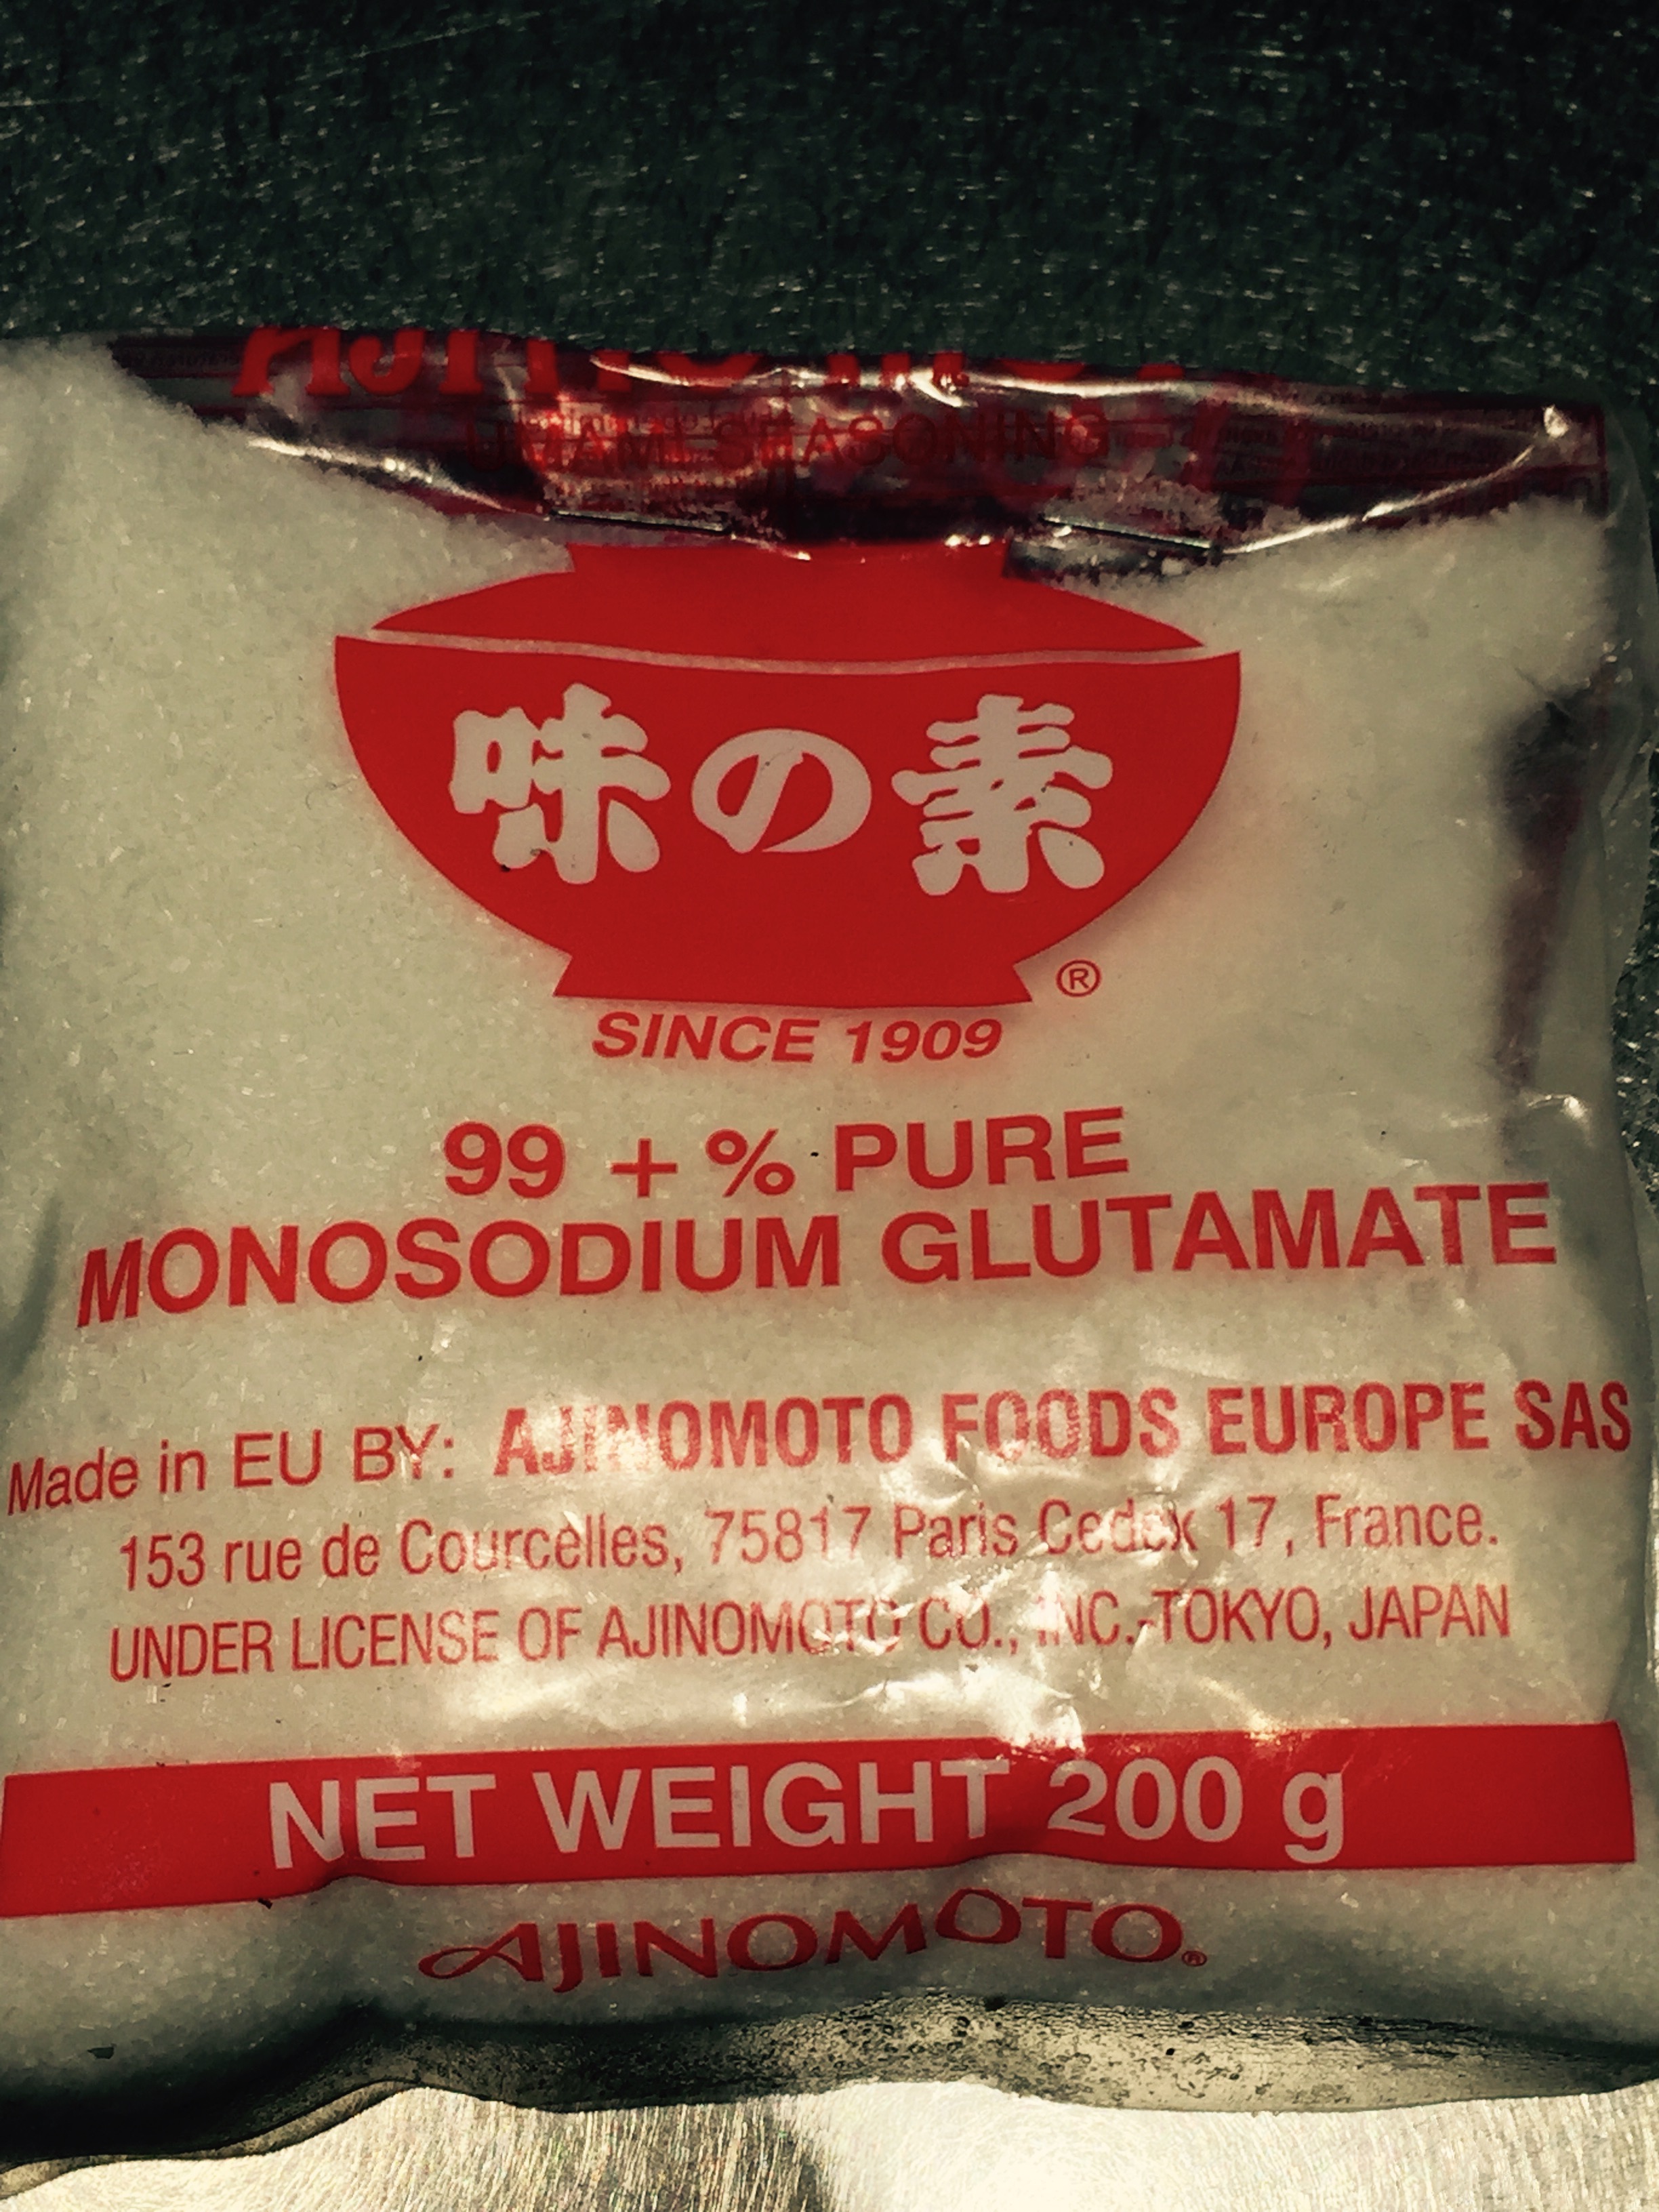 UMAMI SEASONING
味の素
®
SINCE 1909
99 + % PURE
MONOSODIUM GLUTAMATE
Made in EU BY: AJINOMOTO FOODS EUROPE SAS
153 rue de Courcelles, 75817 Paris Cedex 17, France.
UNDER LICENSE OF AJINOMOTO CO., INC.-TOKYO, JAPAN
NET WEIGHT 200 g
AJINOMOTO®